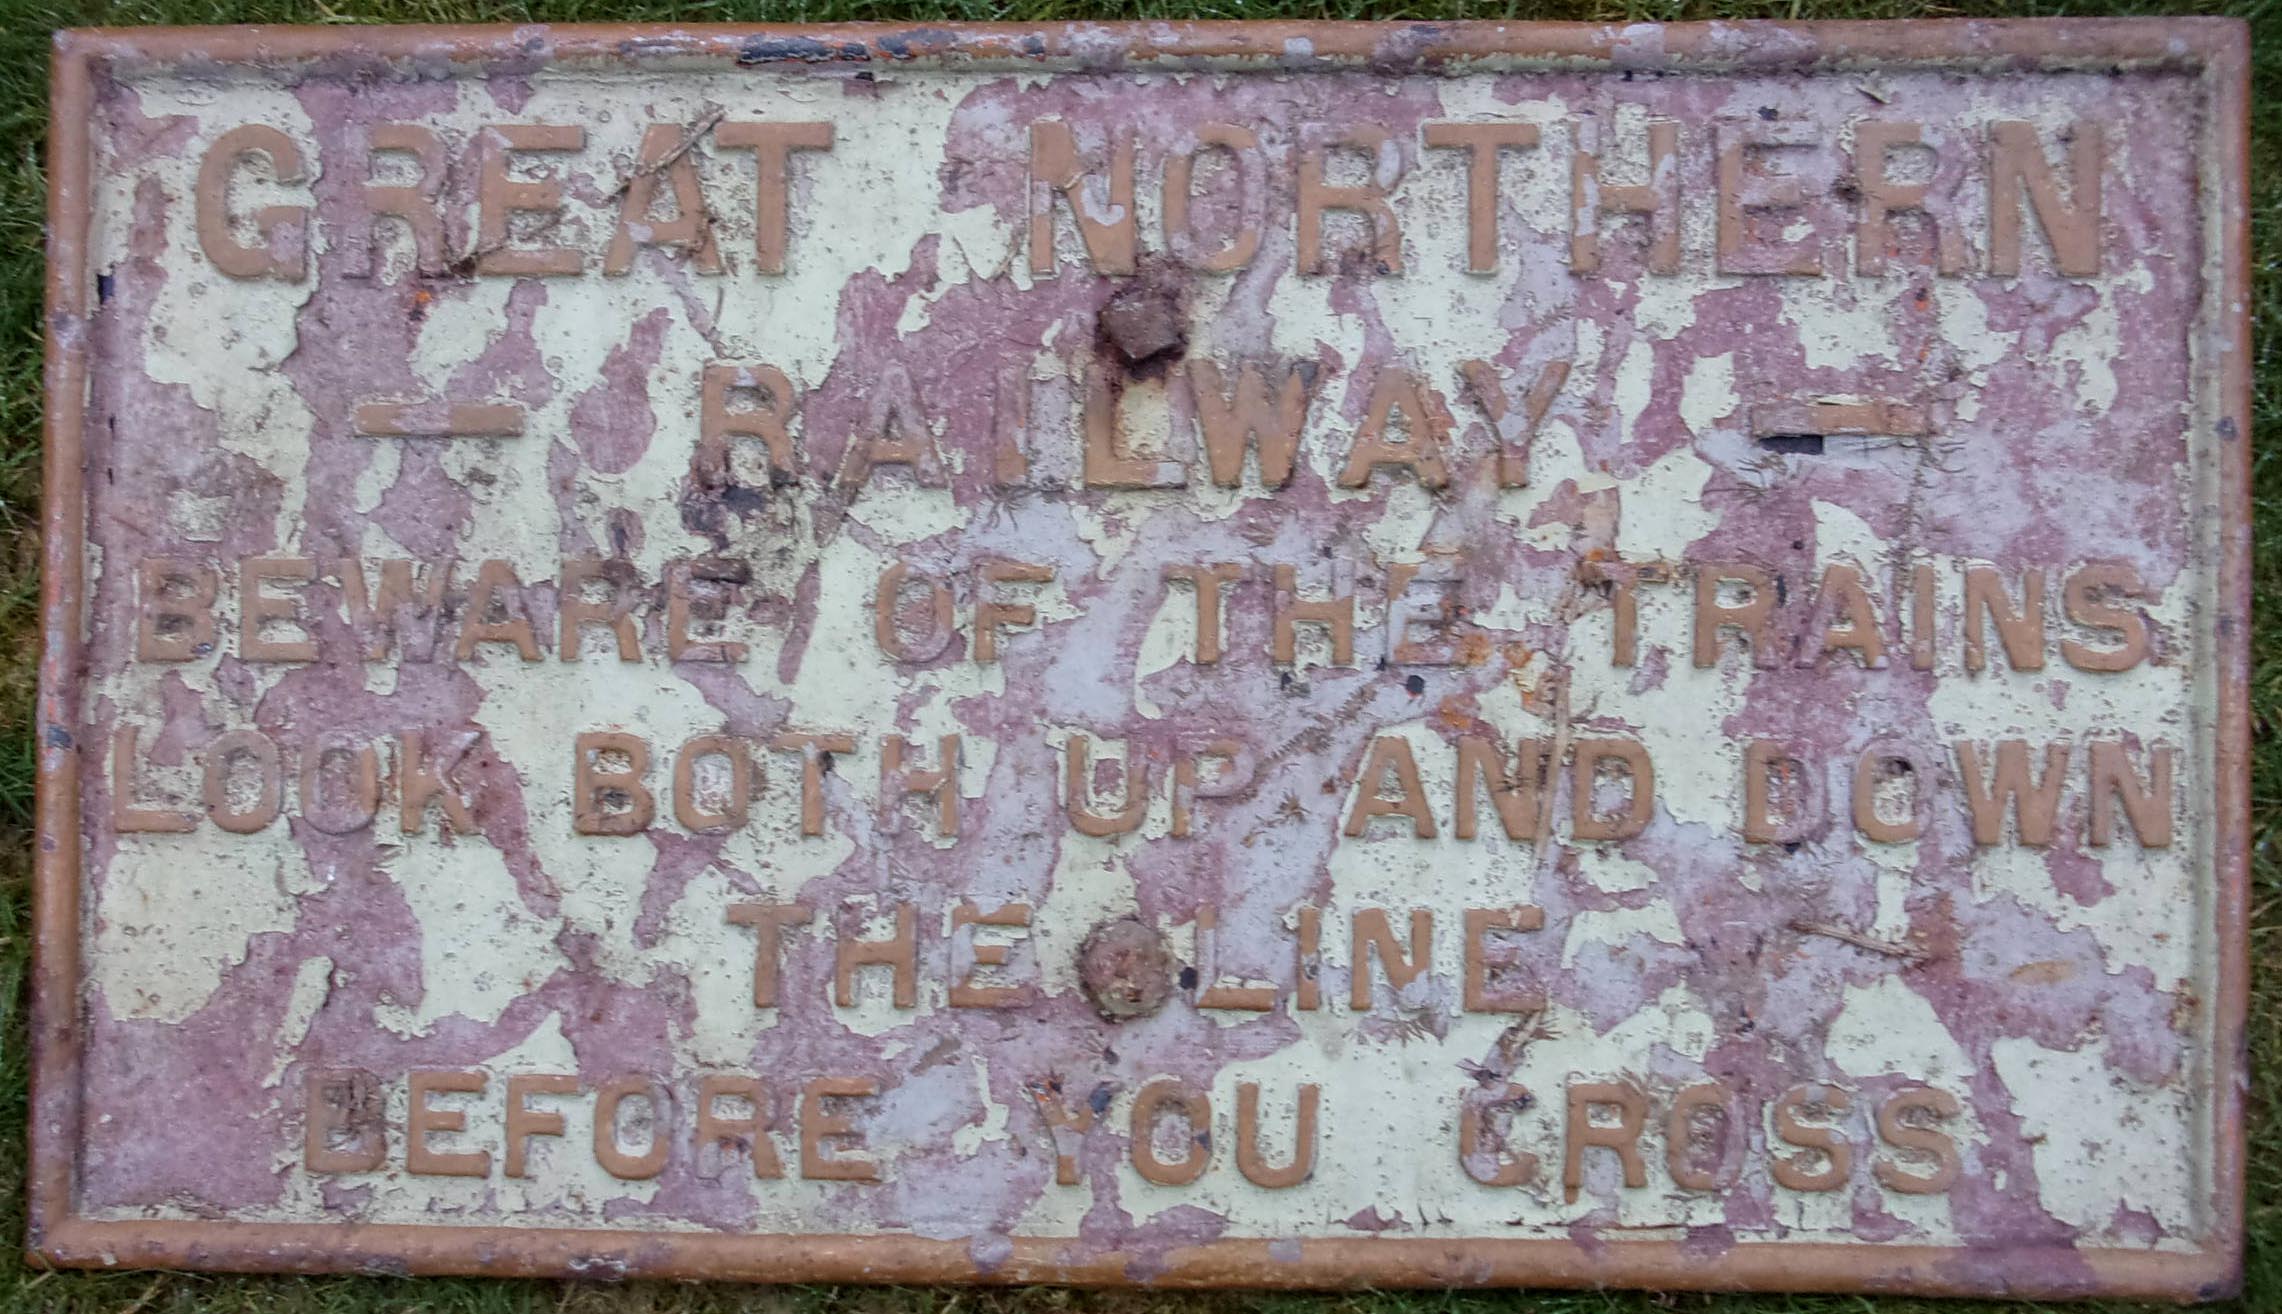 GREAT NORTHERN
— RAILWAY —
BEWARE OF THE TRAINS
LOOK BOTH UP AND DOWN
THE LINE
BEFORE YOU CROSS